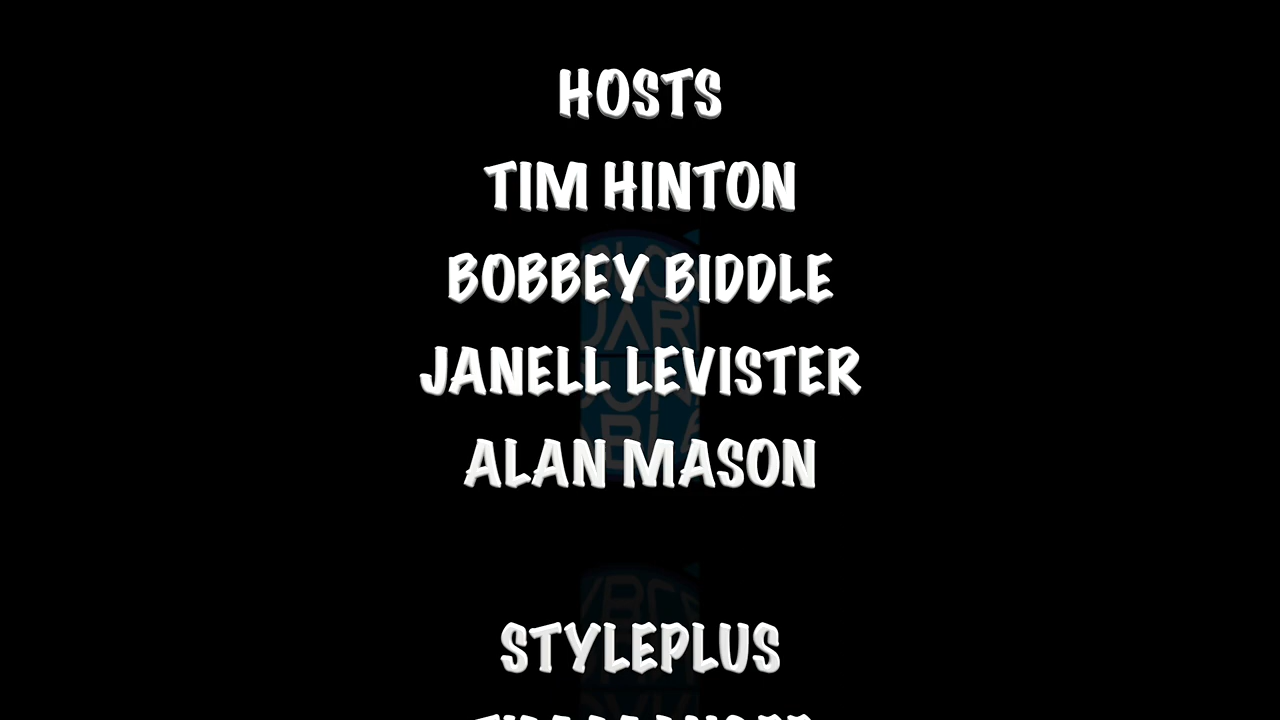 HOSTS
TIM HINTON
BOBBEY BIDDLE
JANELL LEVISTER
ALAN MASON
STYLEPLUS